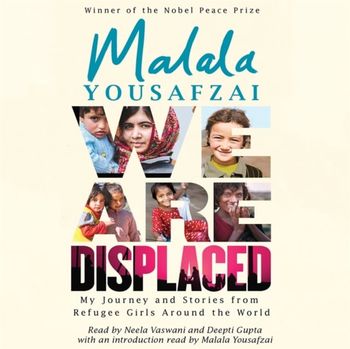 Winner of the Nobel Peace Prize
Malala
YOUSAFZAI
WE
ARE
DISPLACED
My Journey and Stories from
Refugee Girls Around the World
Read by Neela Vaswani and Deepti Gupta
with an introduction read by Malala Yousafzai